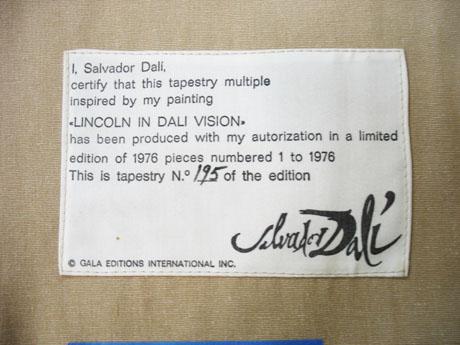 I, Salvador Dalí,
certify that this tapestry multiple
inspired by my painting
«LINCOLN IN DALI VISION»
has been produced with my autorization in a limited
edition of 1976 pieces numbered 1 to 1976
This is tapestry N.º 195 of the edition
Salvador Dalí
© GALA EDITIONS INTERNATIONAL INC.